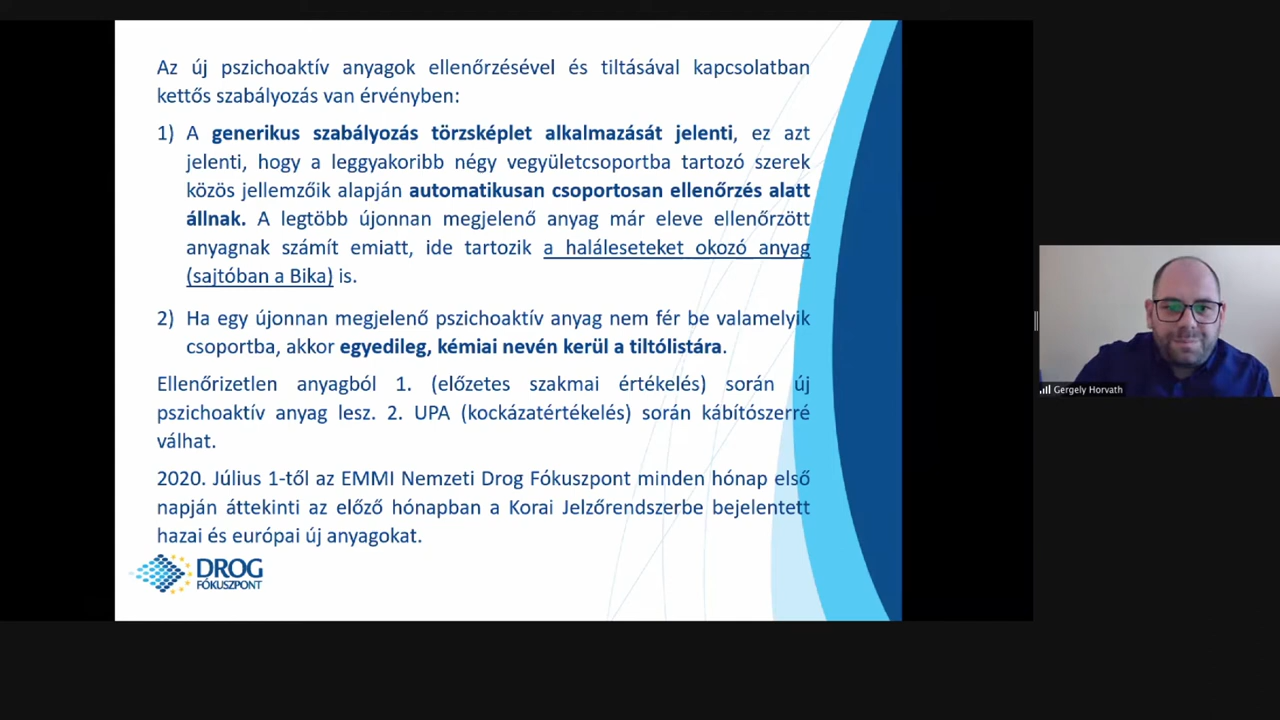 Az új pszichoaktív anyagok ellenőrzésével és tiltásával kapcsolatban
kettős szabályozás van érvényben:
1) A generikus szabályozás törzsképlet alkalmazását jelenti, ez azt
jelenti, hogy a leggyakoribb négy vegyületcsoportba tartozó szerek
közös jellemzőik alapján automatikusan csoportosan ellenőrzés alatt
állnak. A legtöbb újonnan megjelenő anyag már eleve ellenőrzött
anyagnak számít emiatt, ide tartozik a haláleseteket okozó anyag
(sajtóban a Bika) is.
2) Ha egy újonnan megjelenő pszichoaktív anyag nem fér be valamelyik
csoportba, akkor egyedileg, kémiai nevén kerül a tiltólistára.
Ellenőrizetlen anyagból 1. (előzetes szakmai értékelés) során új
pszichoaktív anyag lesz. 2. UPA (kockázatértékelés) során kábítószerré
válhat.
2020. Július 1-től az EMMI Nemzeti Drog Fókuszpont minden hónap első
napján áttekinti az előző hónapban a Korai Jelzőrendszerbe bejelentett
hazai és európai új anyagokat.
DROG
FÓKUSZPONT
Gergely Horvath